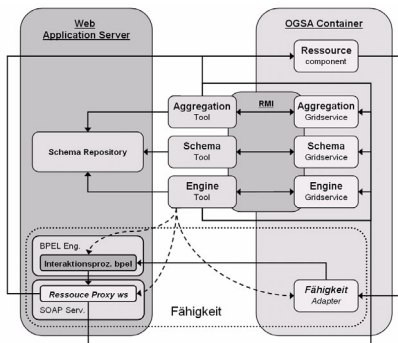 Web
Application Server
OGSA Container
Ressource
component
RMI
Aggregation
Tool
Aggregation
Gridservice
Schema Repository
Schema
Tool
Schema
Gridservice
Engine
Tool
Engine
Gridservice
BPEL Eng.
Interaktionsproz. bpel
Ressouce Proxy ws
SOAP Serv.
Fähigkeit
Fähigkeit
Adapter